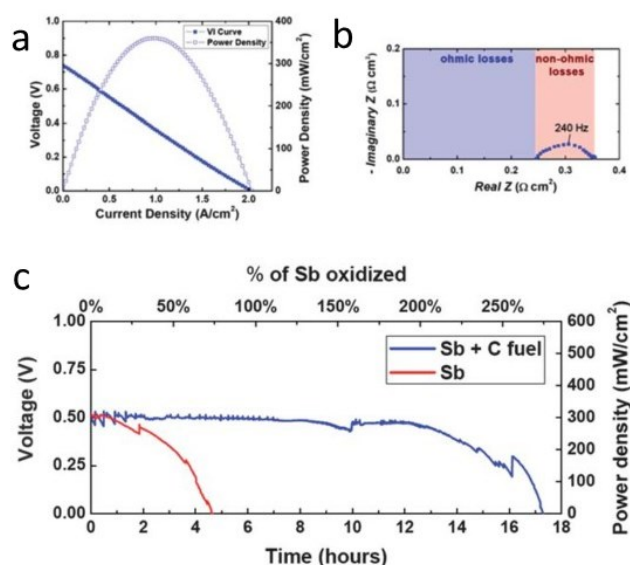 a
VI Curve
Power Density
1.0
0.8
0.6
0.4
0.2
0.0
Voltage (V)
400
300
200
100
0
Power Density (mW/cm²)
0.0
0.5
1.0
1.5
2.0
Current Density (A/cm²)
b
ohmic losses
non-ohmic
losses
240 Hz
0.2
0.1
0.0
- Imaginary Z (Ω cm²)
0.0
0.1
0.2
0.3
0.4
Real Z (Ω cm²)
c
% of Sb oxidized
0%
50%
100%
150%
200%
250%
1.00
0.75
0.50
0.25
0.00
Voltage (V)
Sb + C fuel
Sb
600
500
400
300
200
100
0
Power density (mW/cm²)
0
2
4
6
8
10
12
14
16
18
Time (hours)